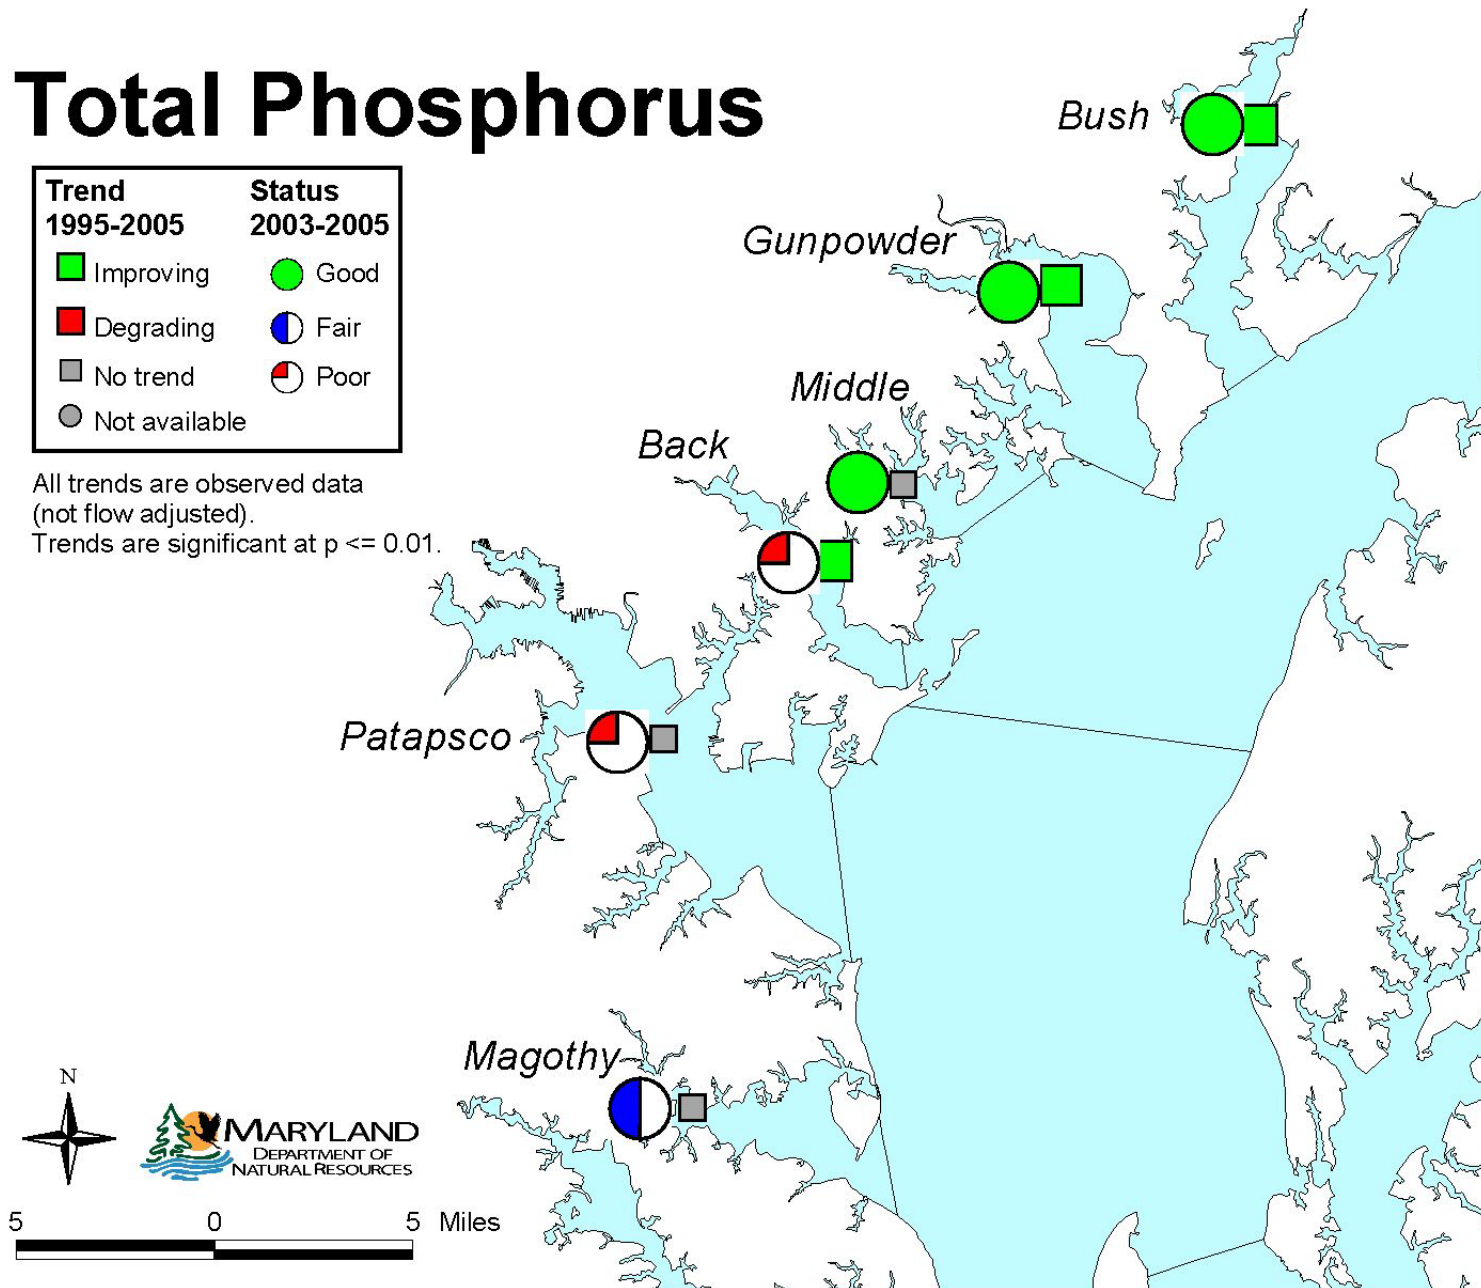 Total Phosphorus
Trend
1995-2005
Improving
Degrading
No trend
Not available
Status
2003-2005
Good
Fair
Poor
All trends are observed data
(not flow adjusted).
Trends are significant at p <= 0.01.
Bush
Gunpowder
Middle
Back
Patapsco
Magothy
N
MARYLAND
DEPARTMENT OF
NATURAL RESOURCES
5 0 5 Miles